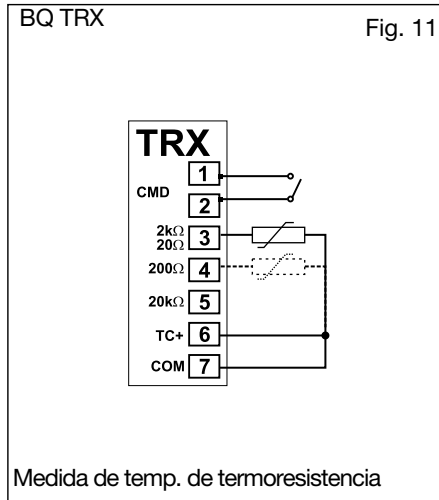 BQ TRX
Fig. 11
TRX
CMD
1
2
2kΩ
20Ω
3
200Ω 4
20kΩ 5
TC+ 6
COM 7
Medida de temp. de termoresistencia